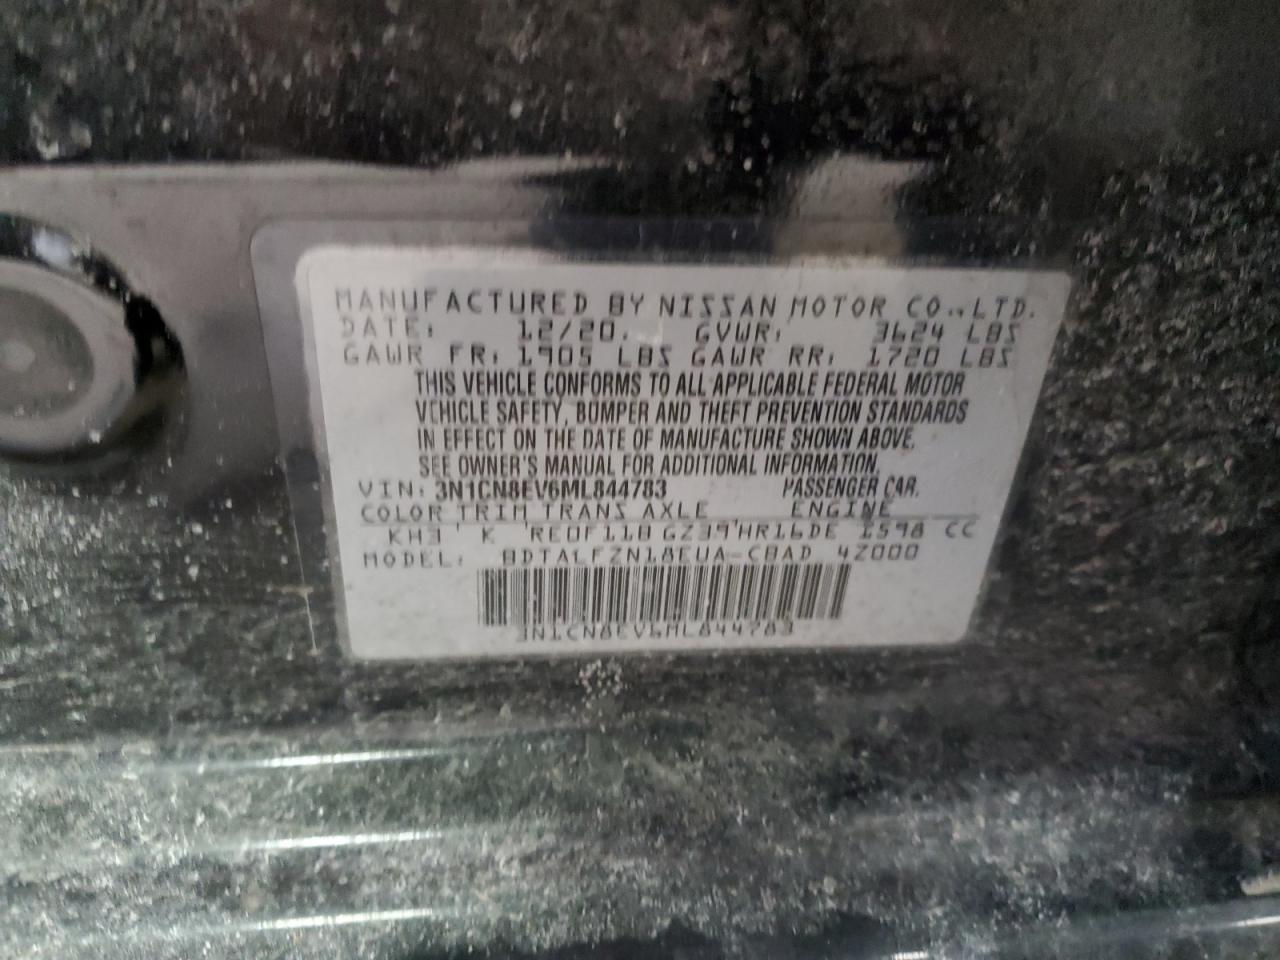 MANUFACTURED BY NISSAN MOTOR CO.,LTD.
DATE: 12/20. GVWR: 3624 LBS
GAWR FR: 1905 LBS GAWR RR: 1720 LBS
THIS VEHICLE CONFORMS TO ALL APPLICABLE FEDERAL MOTOR
VEHICLE SAFETY, BUMPER AND THEFT PREVENTION STANDARDS
IN EFFECT ON THE DATE OF MANUFACTURE SHOWN ABOVE.
SEE OWNER'S MANUAL FOR ADDITIONAL INFORMATION.
VIN: 3N1CN8EV6ML844783 PASSENGER CAR.
COLOR TRIM TRANS AXLE ENGINE
KH3 K RE0F11B GZ39 HR16DE 1598 CC
MODEL: BDTALFZN18EUA-CBAD 4Z000
3N1CN8EV6ML844783